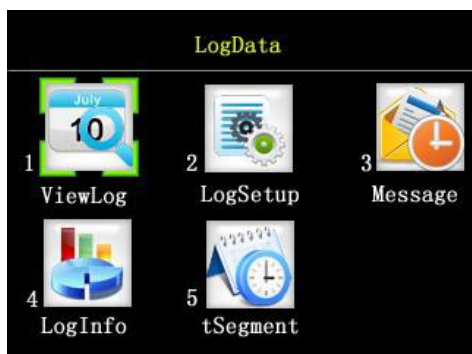 LogData
July
10
1
ViewLog
2
LogSetup
3
Message
4
LogInfo
5
tSegment